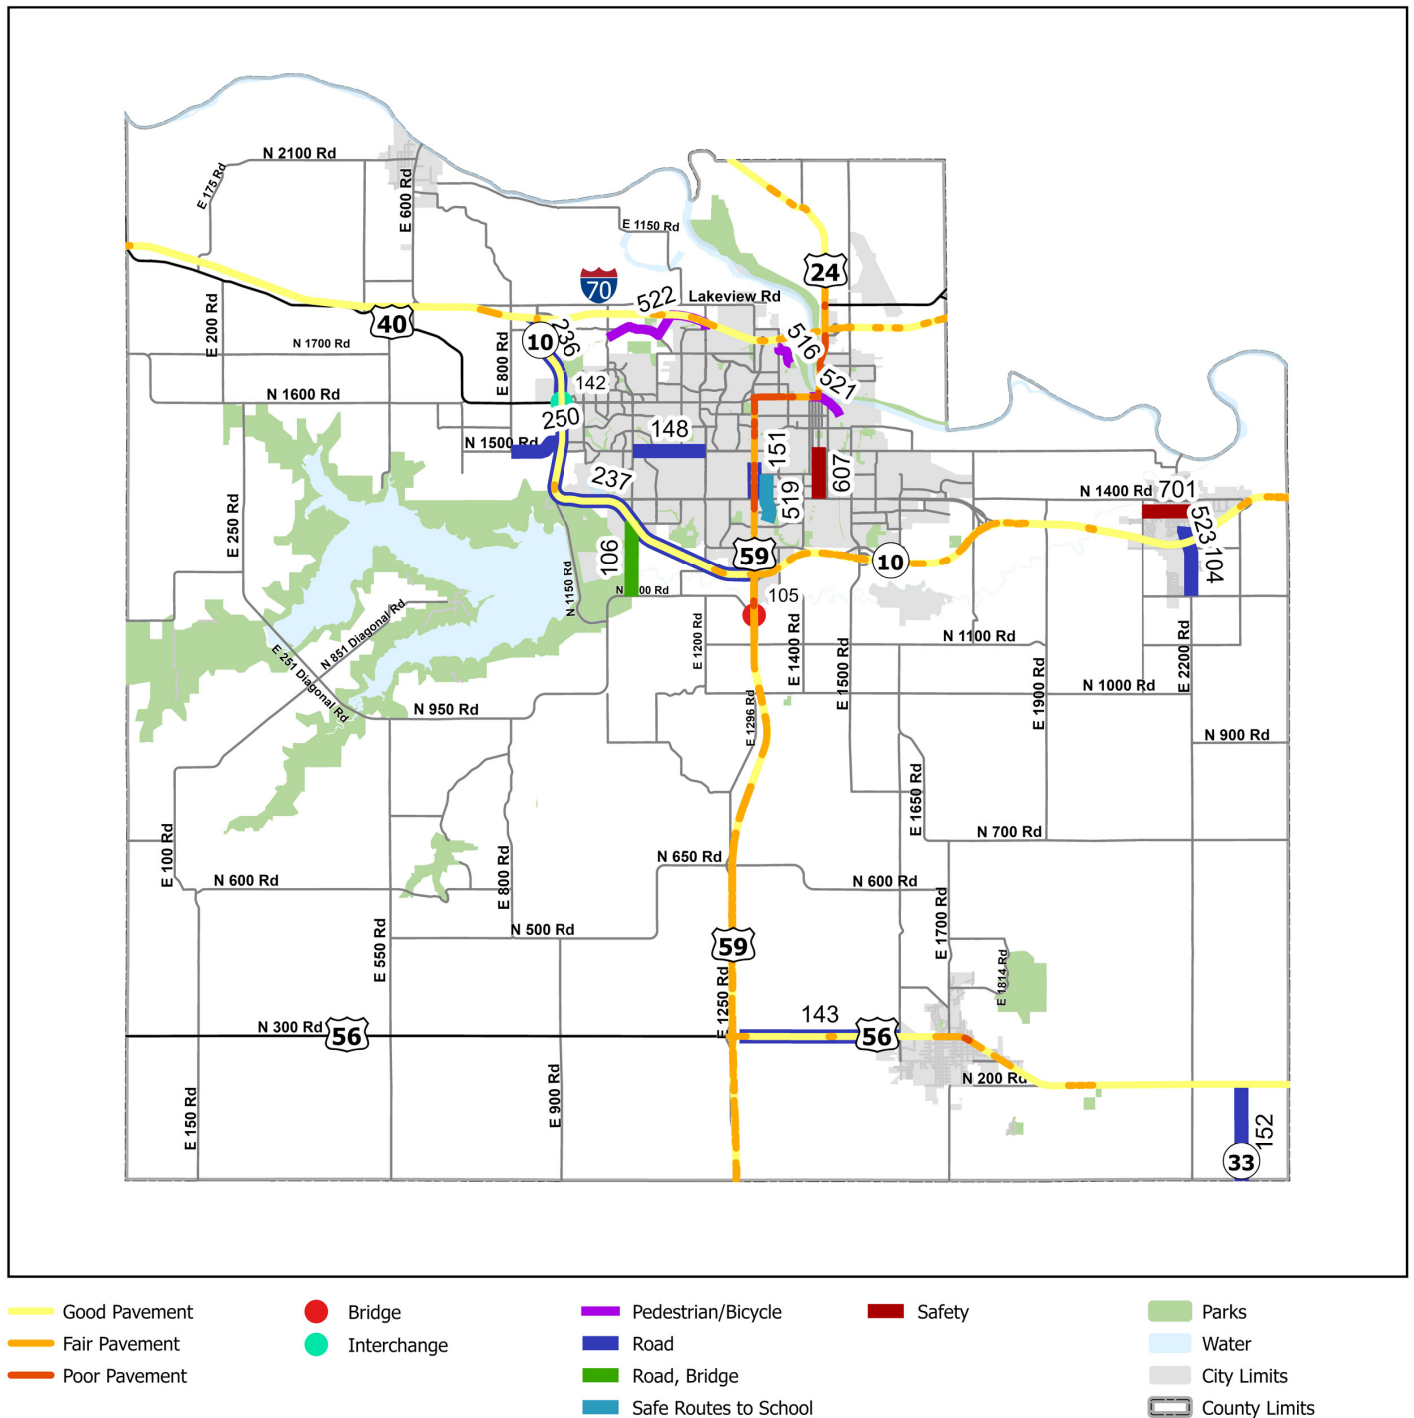 N 2100 Rd
E 175 Rd
E 600 Rd
E 1150 Rd
24
70
522
Lakeview Rd
40
E 200 Rd
N 1700 Rd
10
236
516
E 800 Rd
142
521
N 1600 Rd
250
148
N 1500 Rd
151
607
237
519
N 1400 Rd
701
523
E 250 Rd
59
10
106
104
N 1150 Rd
105
N 851 Diagonal Rd
E 251 Diagonal Rd
E 1200 Rd
E 1400 Rd
E 1500 Rd
N 1100 Rd
E 2200 Rd
E 1900 Rd
N 1000 Rd
N 950 Rd
E 1296 Rd
N 900 Rd
E 1650 Rd
N 700 Rd
E 100 Rd
N 650 Rd
N 600 Rd
E 800 Rd
N 600 Rd
E 1700 Rd
N 500 Rd
59
E 550 Rd
E 1250 Rd
E 1814 Rd
143
N 300 Rd
56
56
N 200 Rd
E 900 Rd
E 150 Rd
152
33
Good Pavement
Fair Pavement
Poor Pavement
Bridge
Interchange
Pedestrian/Bicycle
Road
Road, Bridge
Safe Routes to School
Safety
Parks
Water
City Limits
County Limits